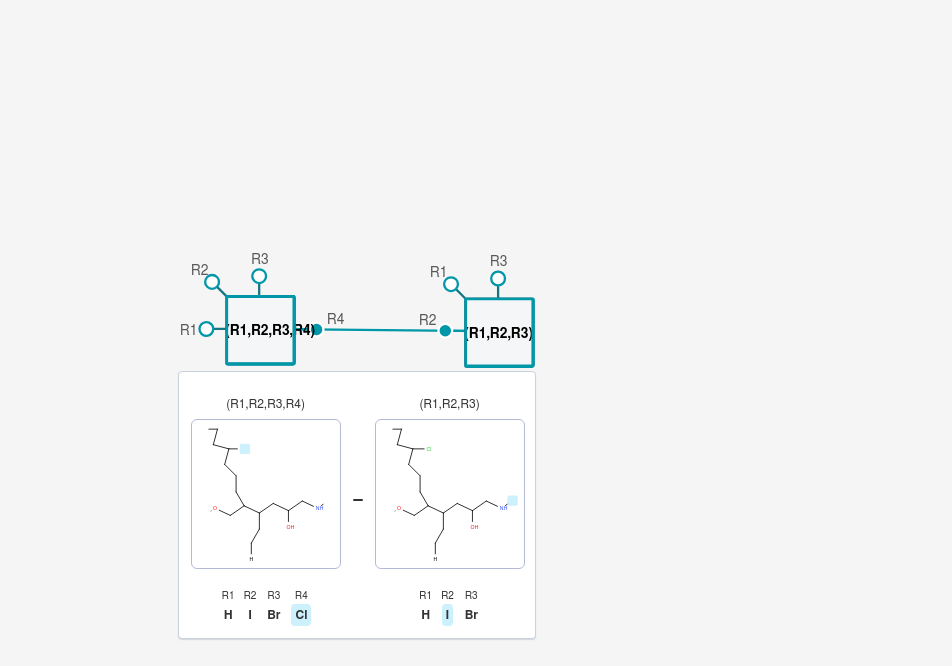 R3
R2
R1
R3
R1 (R1,R2,R3,R4) R4
R2 (R1,R2,R3)
(R1,R2,R3,R4) (R1,R2,R3)
Cl
O NH O NH
OH OH
H H
R1 R2 R3 R4 R1 R2 R3
H I Br Cl H I Br